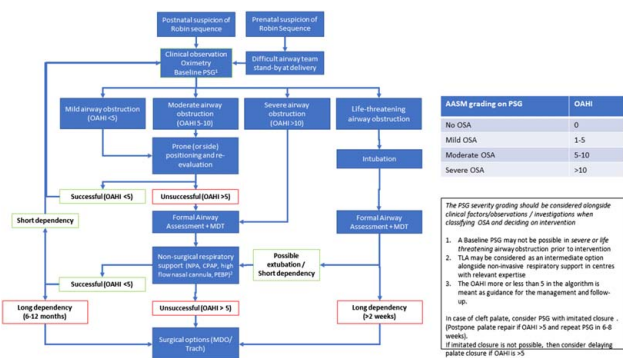 Postnatal suspicion of
Robin sequence
Prenatal suspicion of
Robin Sequence
Clinical observation
Oximetry
Baseline PSG¹
Difficult airway team
stand-by at delivery
Mild airway obstruction
(OAHI <5)
Moderate airway
obstruction
(OAHI 5-10)
Severe airway
obstruction
(OAHI >10)
Life-threatening
airway obstruction
Prone (or side)
positioning and re-
evaluation
Intubation
Successful (OAHI <5)
Unsuccessful (OAHI >5)
Short dependency
Formal Airway
Assessment + MDT
Formal Airway
Assessment + MDT
Non-surgical respiratory
support (NPA, CPAP, high
flow nasal cannule, PEBP)²
Possible
extubation /
Short dependency
Successful (OAHI <5)
Long dependency
(6-12 months)
Unsuccessful (OAHI > 5)
Long dependency
(>2 weeks)
Surgical options (MDO/
Trach)
AASM grading on PSG OAHI
No OSA 0
Mild OSA 1-5
Moderate OSA 5-10
Severe OSA >10
The PSG severity grading should be considered alongside
clinical factors/observations / investigations when
classifying OSA and deciding on intervention
1. A Baseline PSG may not be possible in severe or life
threatening airway obstruction prior to intervention
2. TLA may be considered as an intermediate option
alongside non-invasive respiratory support in centres
with relevant expertise
3. The OAHI more or less than 5 in the algorithm is
meant as guidance for the management and follow-
up.
In case of cleft palate, consider PSG with imitated closure .
(Postpone palate repair if OAHI >5 and repeat PSG in 6-8
weeks).
If imitated closure is not possible, then consider delaying
palate closure if OAHI is >5